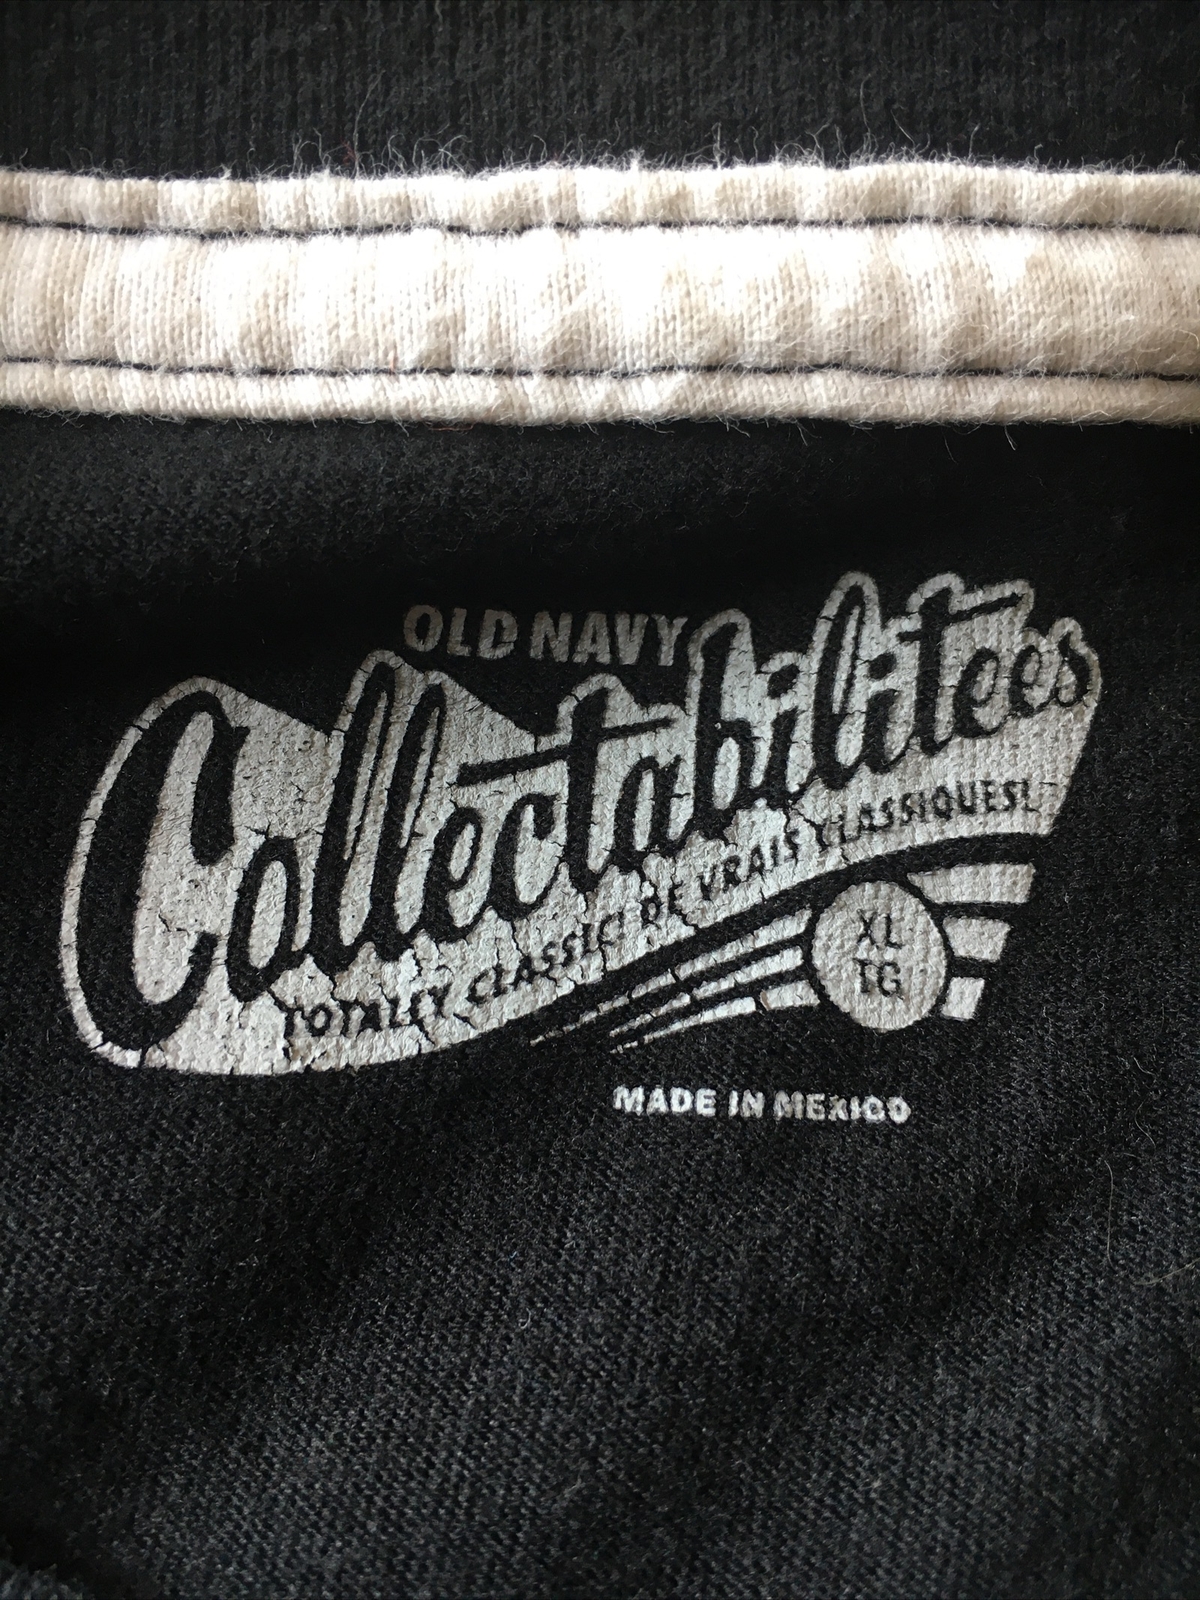 OLD NAVY
Collectabilitees
TOTALLY CLASSIC! DE VRAIS CLASSIQUES!
XL
TG
MADE IN MEXICO